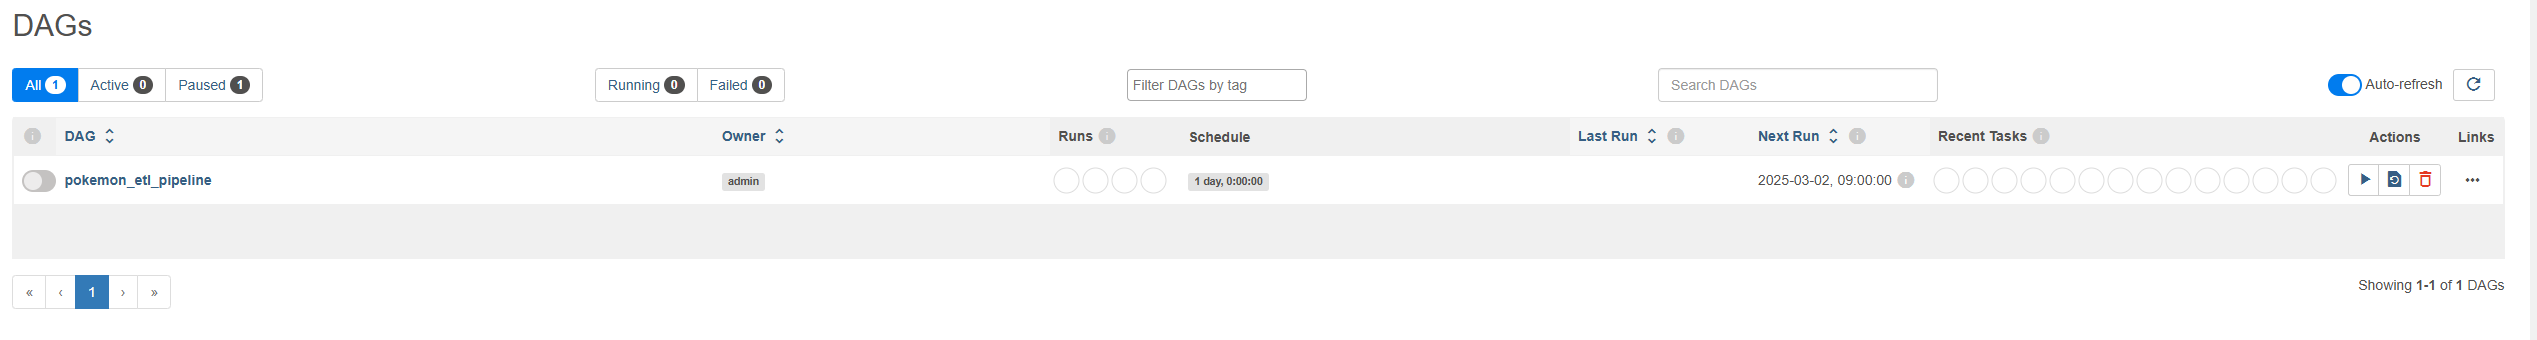 DAGs
All 1 Active 0 Paused 1 Running 0 Failed 0 Filter DAGs by tag Search DAGs Auto-refresh
DAG Owner Runs Schedule Last Run Next Run Recent Tasks Actions Links
pokemon_etl_pipeline admin 1 day, 0:00:00 2025-03-02, 09:00:00
« ‹ 1 › » Showing 1-1 of 1 DAGs